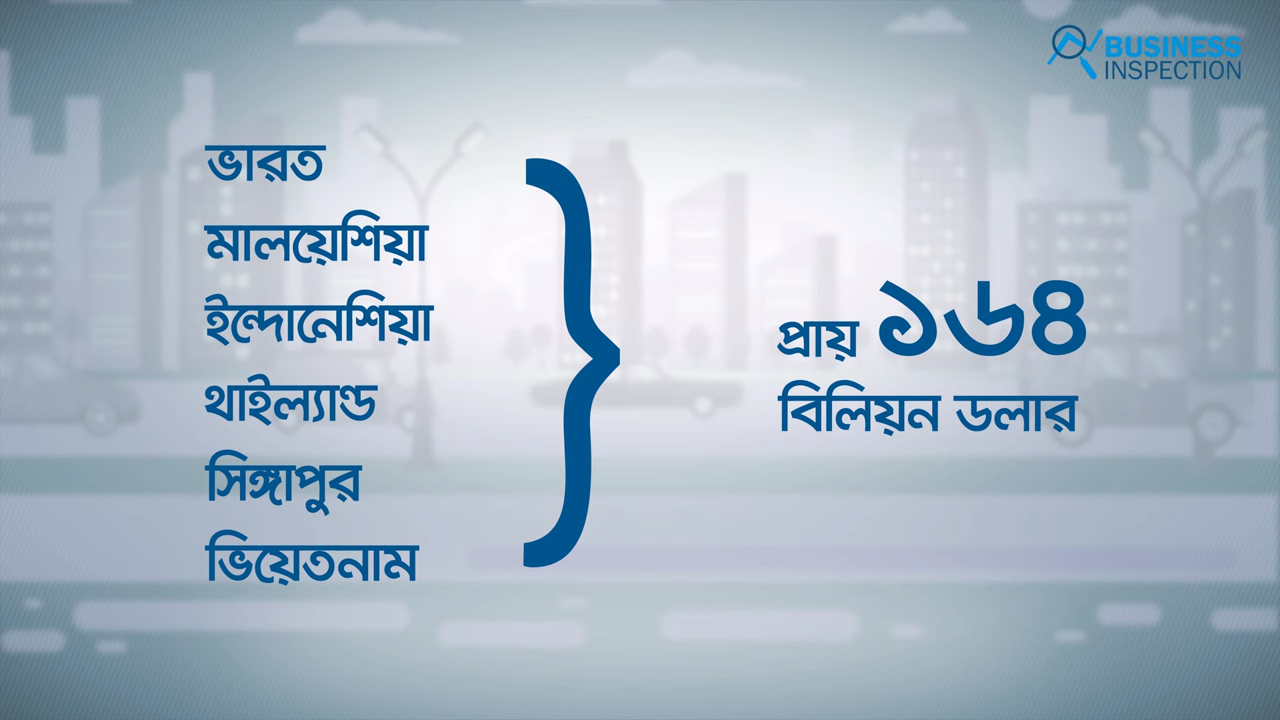 BUSINESS
INSPECTION
ভারত
মালয়েশিয়া
ইন্দোনেশিয়া
থাইল্যান্ড
সিঙ্গাপুর
ভিয়েতনাম
প্রায় ১৬৪
বিলিয়ন ডলার